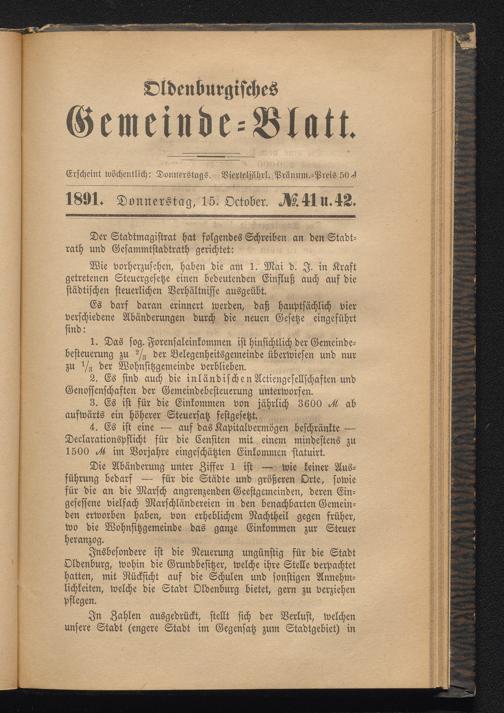 Oldenburgisches
Gemeinde=Blatt.
Erscheint wöchentlich: Donnerstags. Vierteljährl. Pränum.=Preis 50 ₰
1891. Donnerstag, 15. October. №. 41 u. 42.
Der Stadtmagistrat hat folgendes Schreiben an den Stadt=
rath und Gesammtstadtrath gerichtet:
Wie vorherzusehen, haben die am 1. Mai d. J. in Kraft
getretenen Steuergesetze einen bedeutenden Einfluß auch auf die
städtischen steuerlichen Verhältnisse ausgeübt.
Es darf daran erinnert werden, daß hauptsächlich vier
verschiedene Abänderungen durch die neuen Gesetze eingeführt
sind:
1. Das sog. Forensaleinkommen ist hinsichtlich der Gemeinde=
besteuerung zu 2/3 der Belegenheitsgemeinde überwiesen und nur
zu 1/3 der Wohnsitzgemeinde verblieben.
2. Es sind auch die inländischen Actiengesellschaften und
Genossenschaften der Gemeindebesteuerung unterworfen.
3. Es ist für die Einkommen von jährlich 3600 ℳ ab
aufwärts ein höherer Steuersatz festgesetzt.
4. Es ist eine — auf das Kapitalvermögen beschränkte —
Declarationspflicht für die Censiten mit einem mindestens zu
1500 ℳ im Vorjahre eingeschätzten Einkommen statuirt.
Die Abänderung unter Ziffer 1 ist — wie keiner Aus=
führung bedarf — für die Städte und größeren Orte, sowie
für die an die Marsch angrenzenden Geestgemeinden, deren Ein=
gesessene vielfach Marschländereien in den benachbarten Gemein=
den erworben haben, von erheblichem Nachtheil gegen früher,
wo die Wohnsitzgemeinde das ganze Einkommen zur Steuer
heranzog.
Insbesondere ist die Neuerung ungünstig für die Stadt
Oldenburg, wohin die Grundbesitzer, welche ihre Stelle verpachtet
hatten, mit Rücksicht auf die Schulen und sonstigen Annehm=
lichkeiten, welche die Stadt Oldenburg bietet, gern zu verziehen
pflegen.
In Zahlen ausgedrückt, stellt sich der Verlust, welchen
unsere Stadt (engere Stadt im Gegensatz zum Stadtgebiet) in